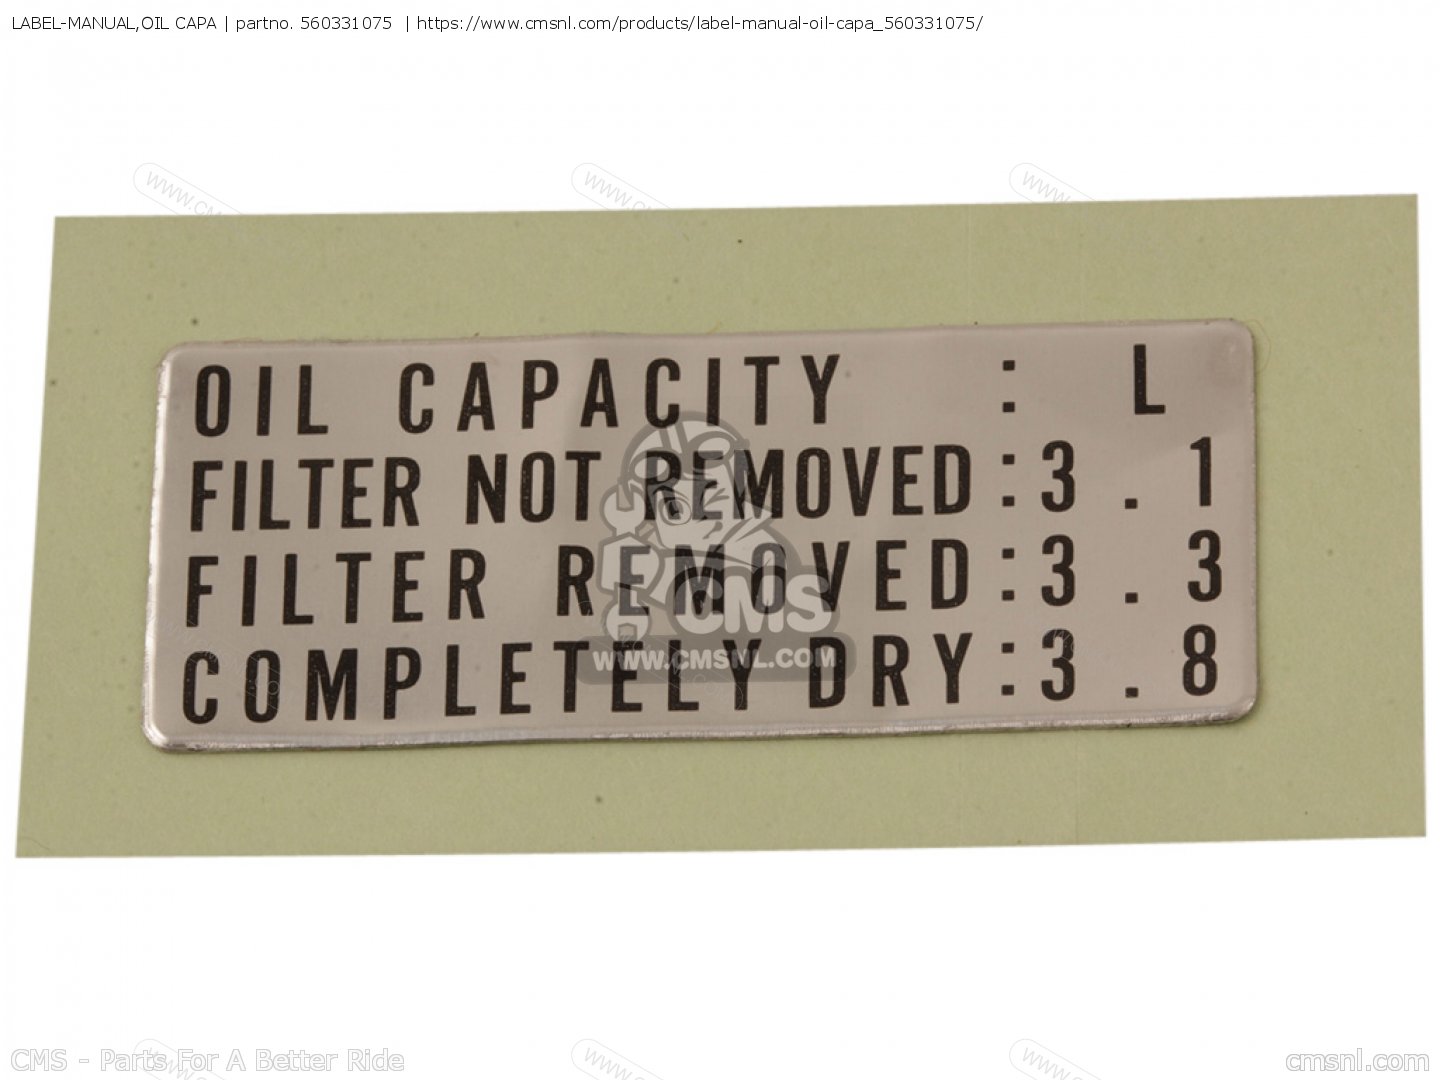 LABEL-MANUAL,OIL CAPA | partno. 560331075 | https://www.cmsnl.com/products/label-manual-oil-capa_560331075/
OIL CAPACITY : L
FILTER NOT REMOVED:3.1
FILTER REMOVED:3.3
COMPLETELY DRY:3.8
CMS
WWW.CMSNL.COM
CMS - Parts For A Better Ride
cmsnl.com